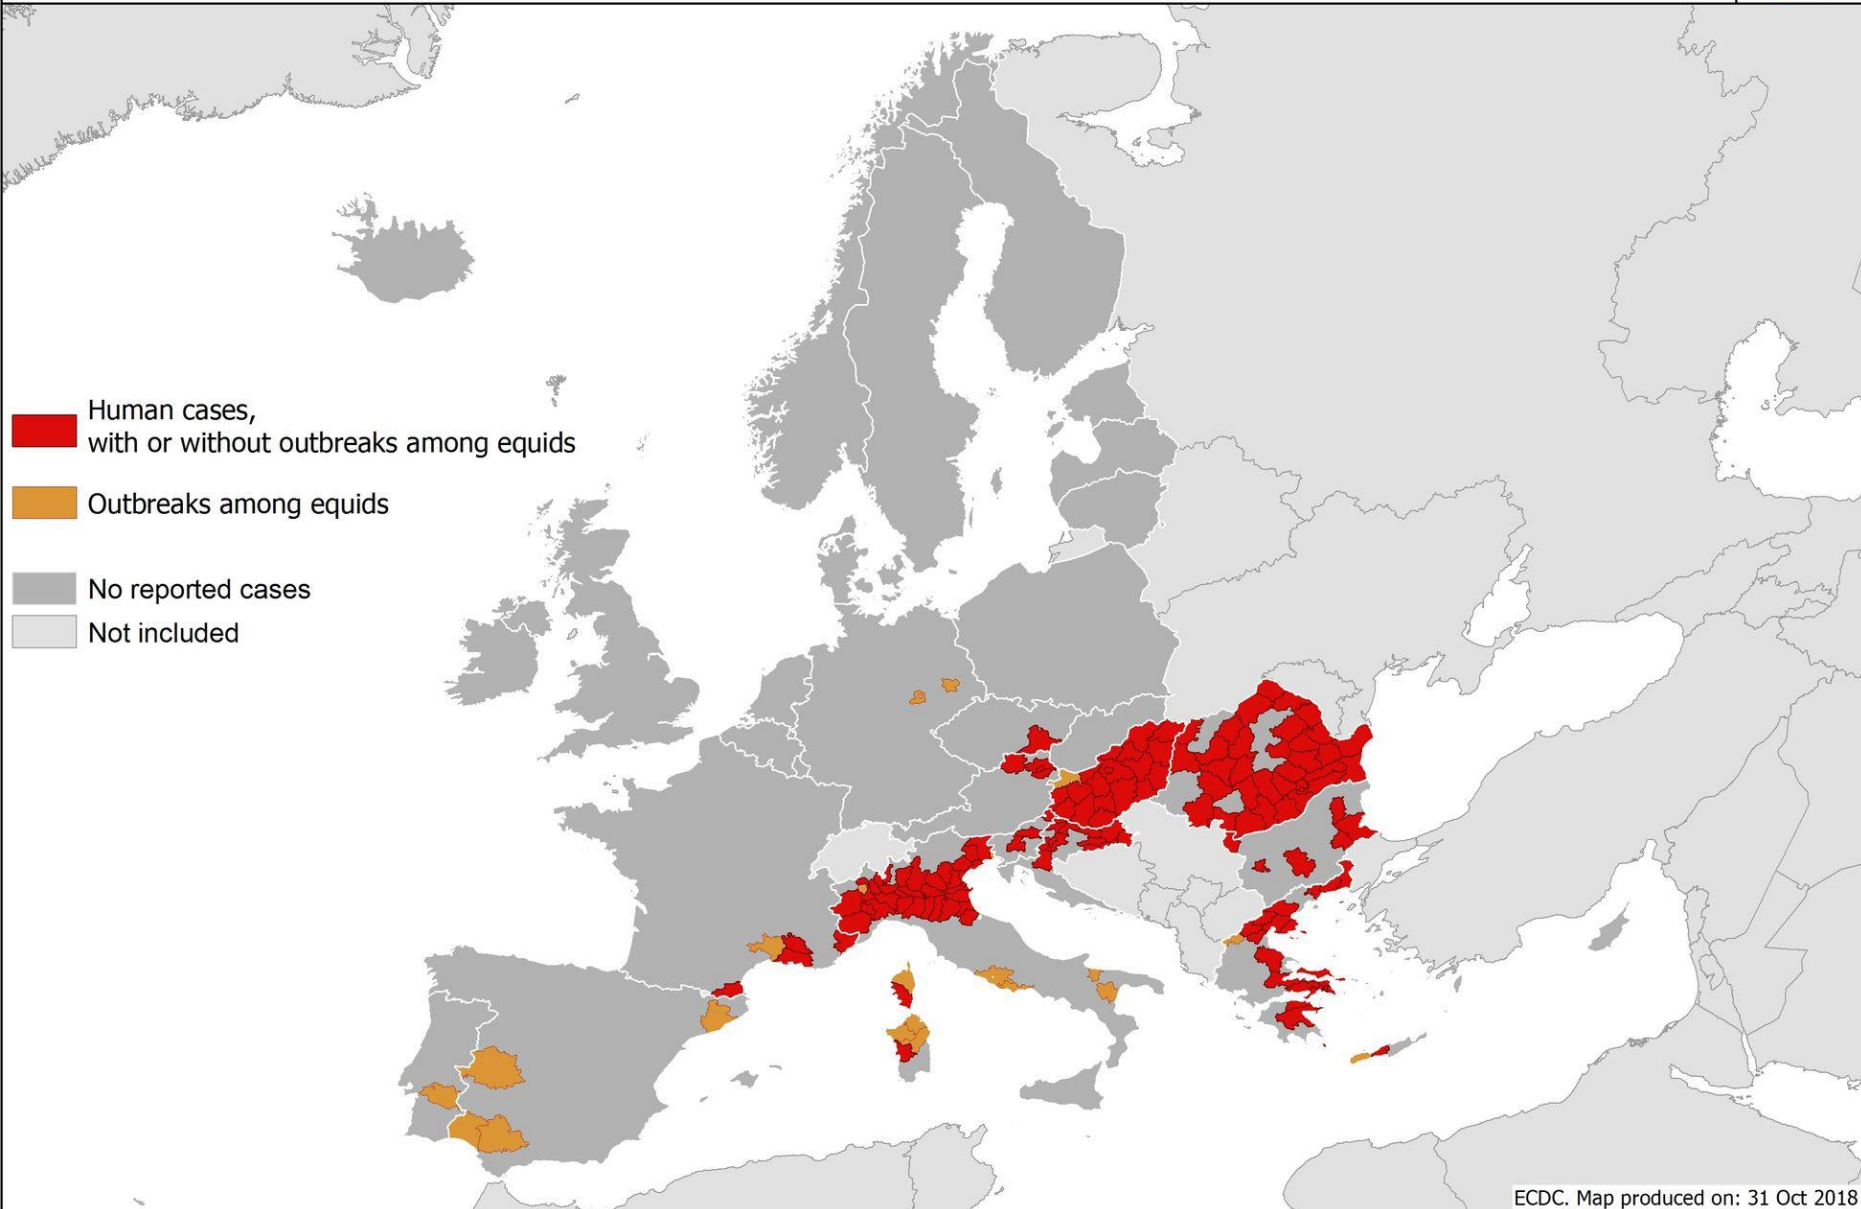 Human cases,
with or without outbreaks among equids
Outbreaks among equids
No reported cases
Not included
ECDC. Map produced on: 31 Oct 2018